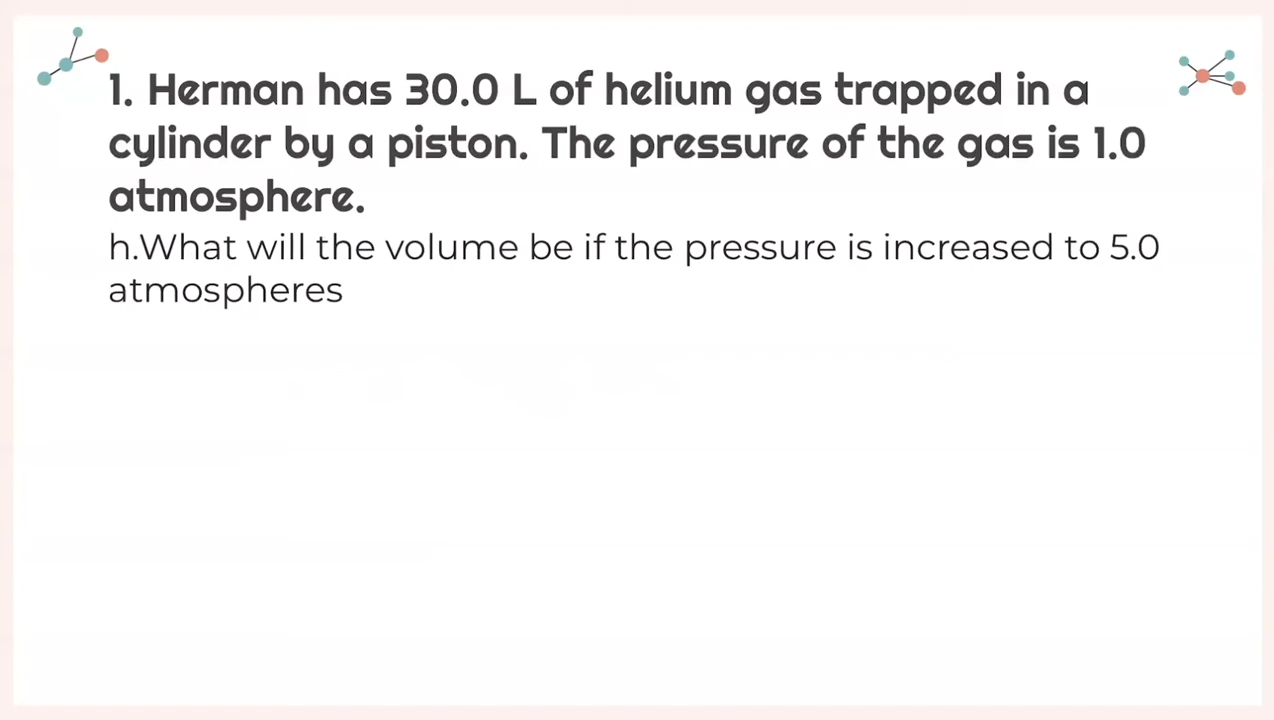 1. Herman has 30.0 L of helium gas trapped in a
cylinder by a piston. The pressure of the gas is 1.0
atmosphere.
h.What will the volume be if the pressure is increased to 5.0
atmospheres